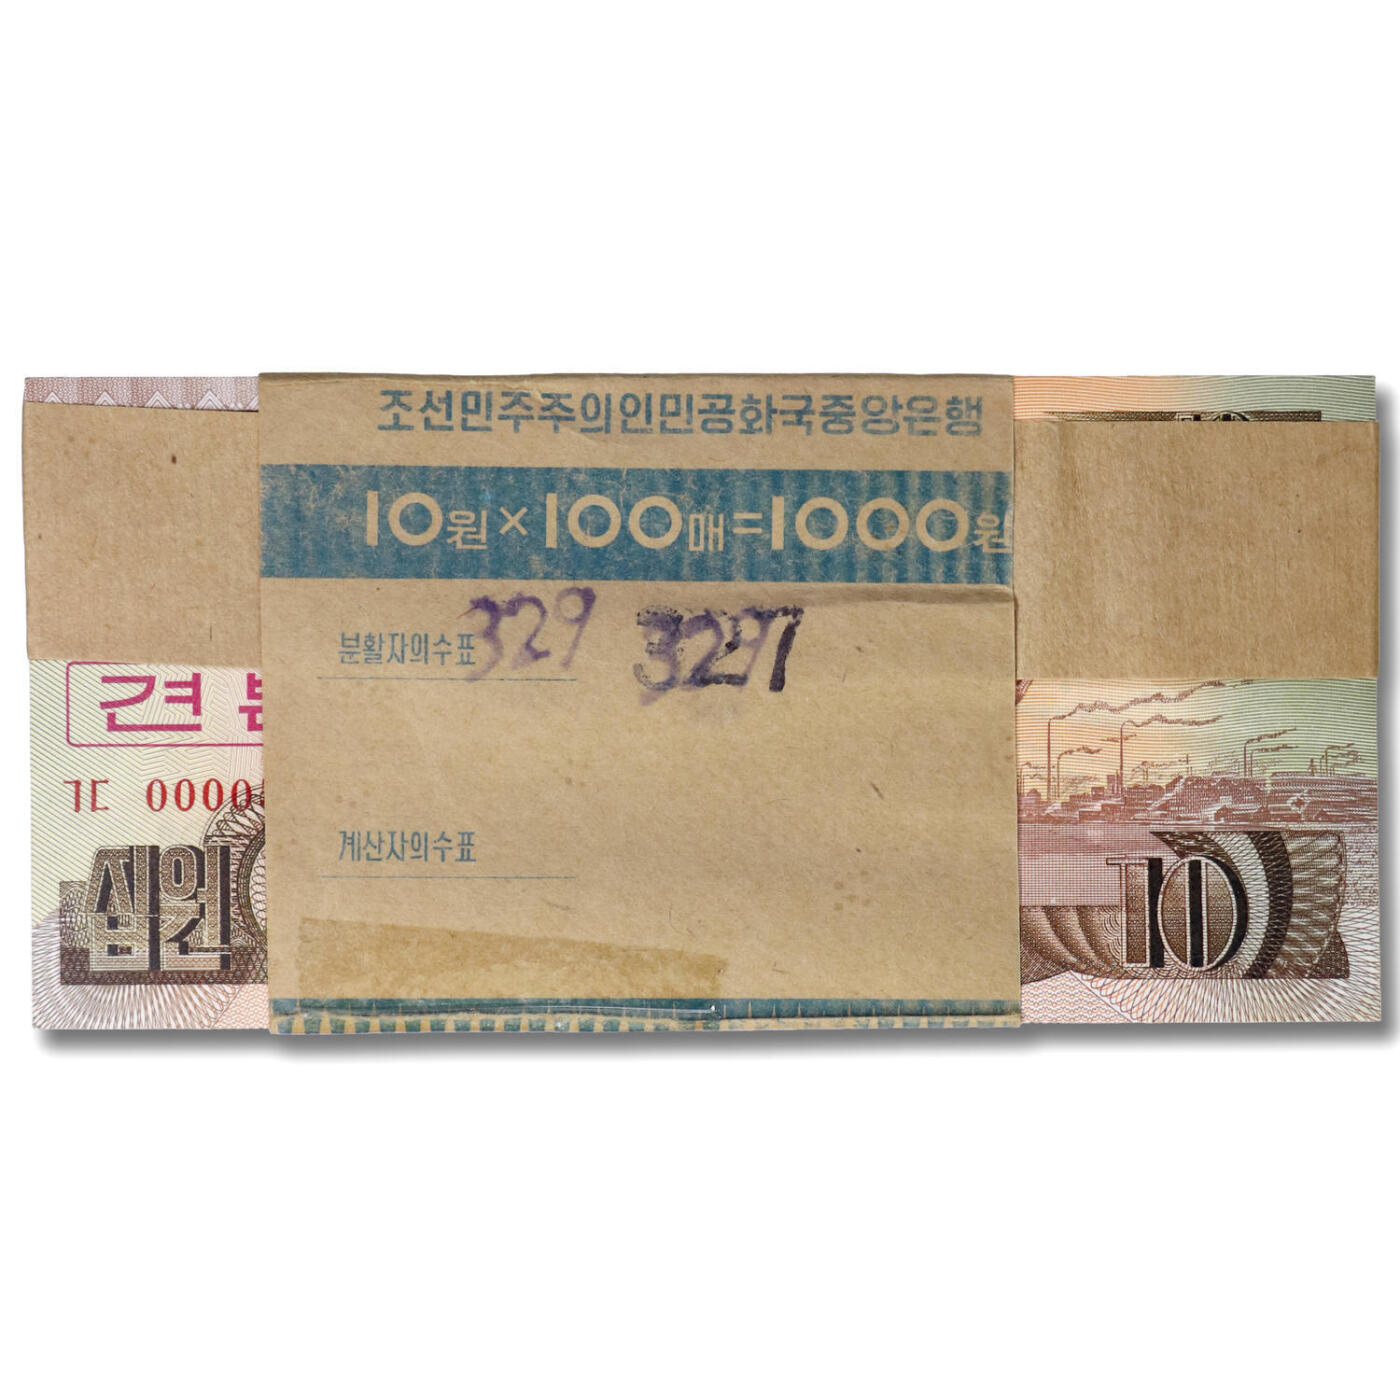 조선민주주의인민공화국중앙은행
10원×100매=1000원
분활자의수표
329
견
ㄱㄷ 0000
십원
계산자의수표
10